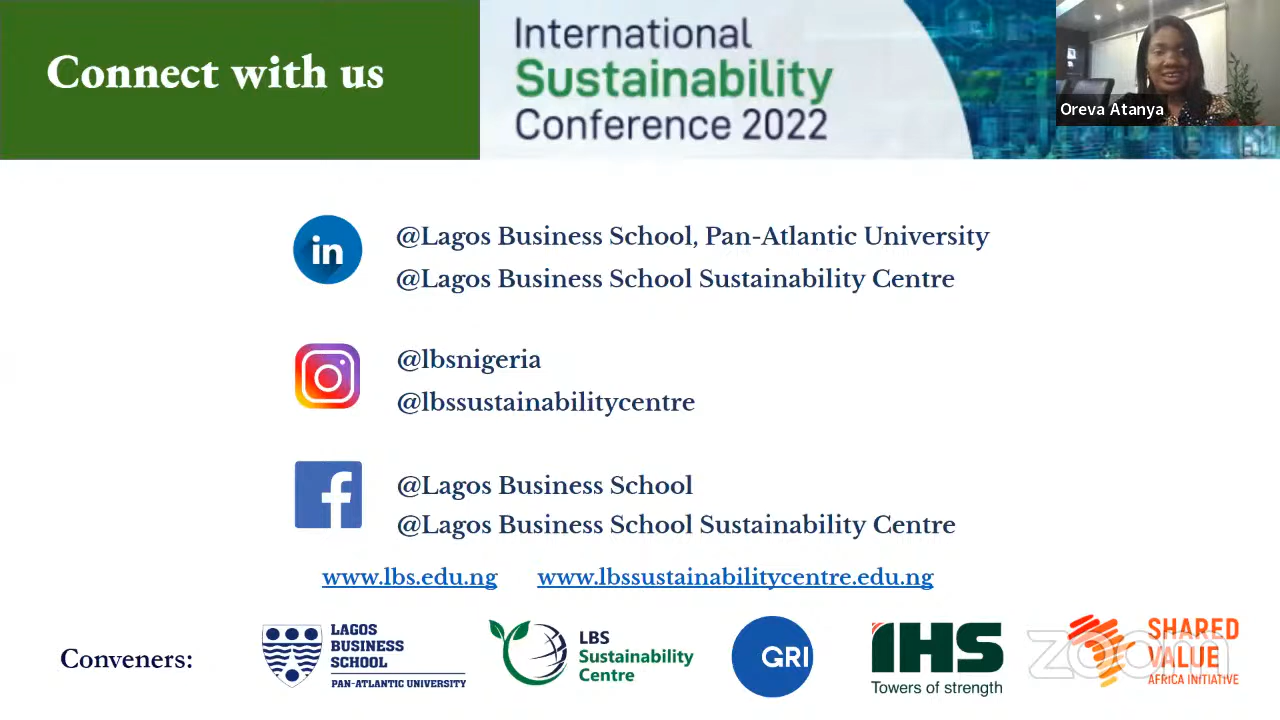 Connect with us
International
Sustainability
Conference 2022
Oreva Atanya
in
@Lagos Business School, Pan-Atlantic University
@Lagos Business School Sustainability Centre
@lbsnigeria
@lbssustainabilitycentre
f
@Lagos Business School
@Lagos Business School Sustainability Centre
www.lbs.edu.ng www.lbssustainabilitycentre.edu.ng
Conveners:
LAGOS
BUSINESS
SCHOOL
PAN-ATLANTIC UNIVERSITY
LBS
Sustainability
Centre
GRI
IHS
Towers of strength
SHARED
VALUE
AFRICA INITIATIVE
zoom